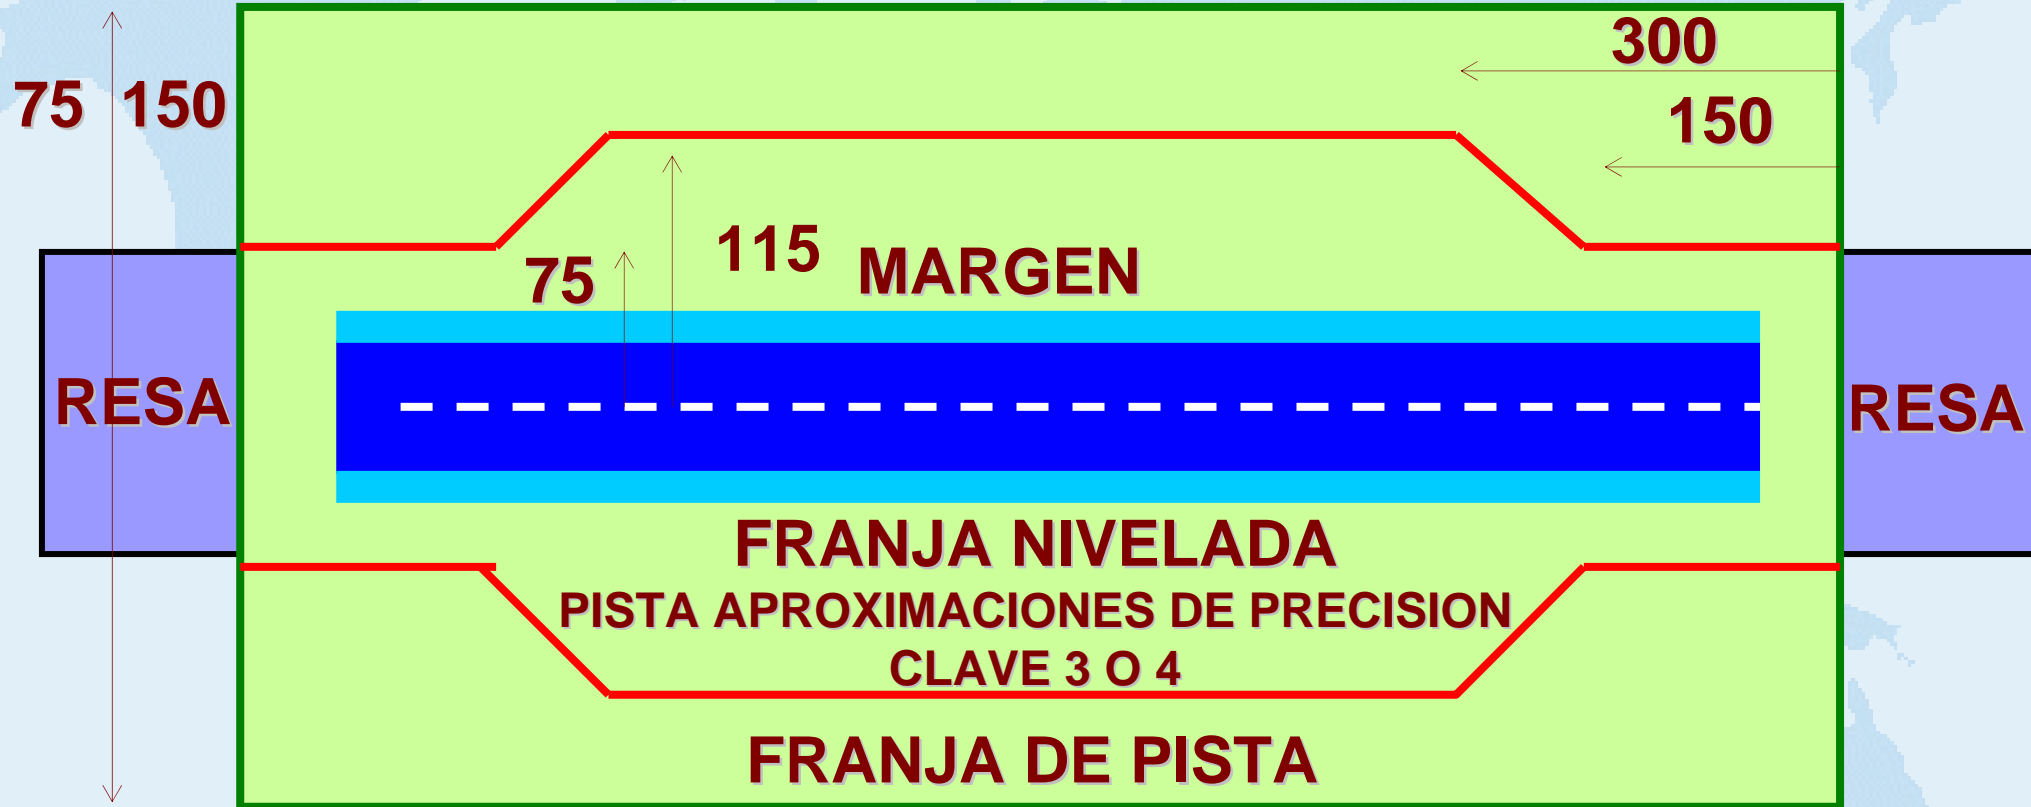 300
75 150
150
115
MARGEN
75
RESA
RESA
FRANJA NIVELADA
PISTA APROXIMACIONES DE PRECISION
CLAVE 3 O 4
FRANJA DE PISTA